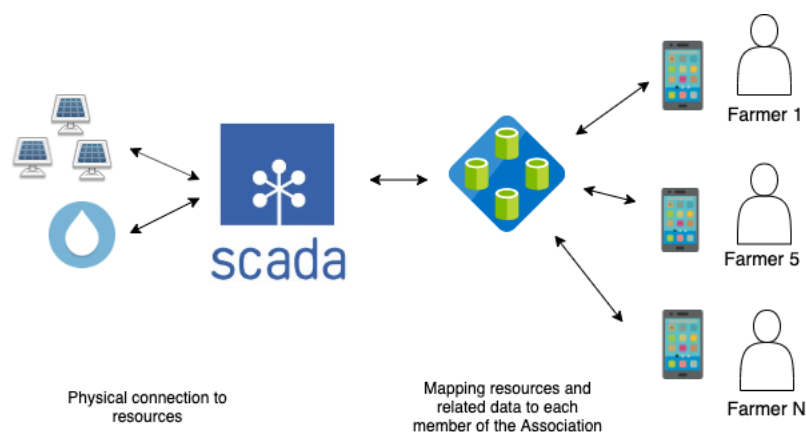 scada
Farmer 1
Farmer 5
Farmer N
Physical connection to
resources
Mapping resources and
related data to each
member of the Association